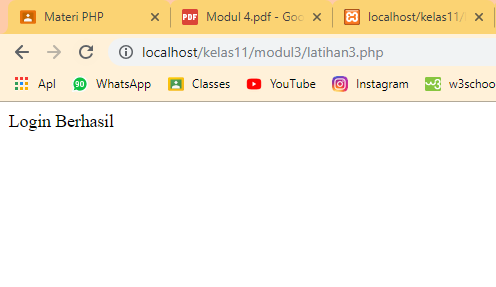 Materi PHP
Modul 4.pdf - Goo
localhost/kelas11/
localhost/kelas11/modul3/latihan3.php
Apl WhatsApp Classes YouTube Instagram w3schoo
Login Berhasil